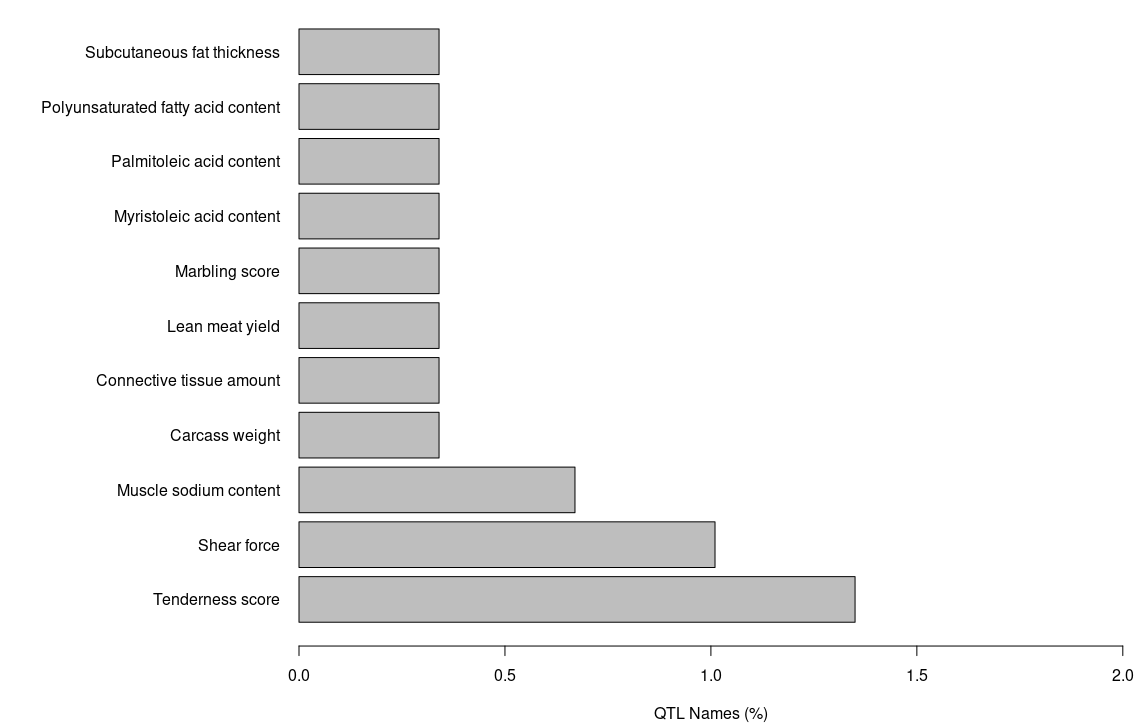 Subcutaneous fat thickness
Polyunsaturated fatty acid content
Palmitoleic acid content
Myristoleic acid content
Marbling score
Lean meat yield
Connective tissue amount
Carcass weight
Muscle sodium content
Shear force
Tenderness score
0.0 0.5 1.0 1.5 2.0
QTL Names (%)